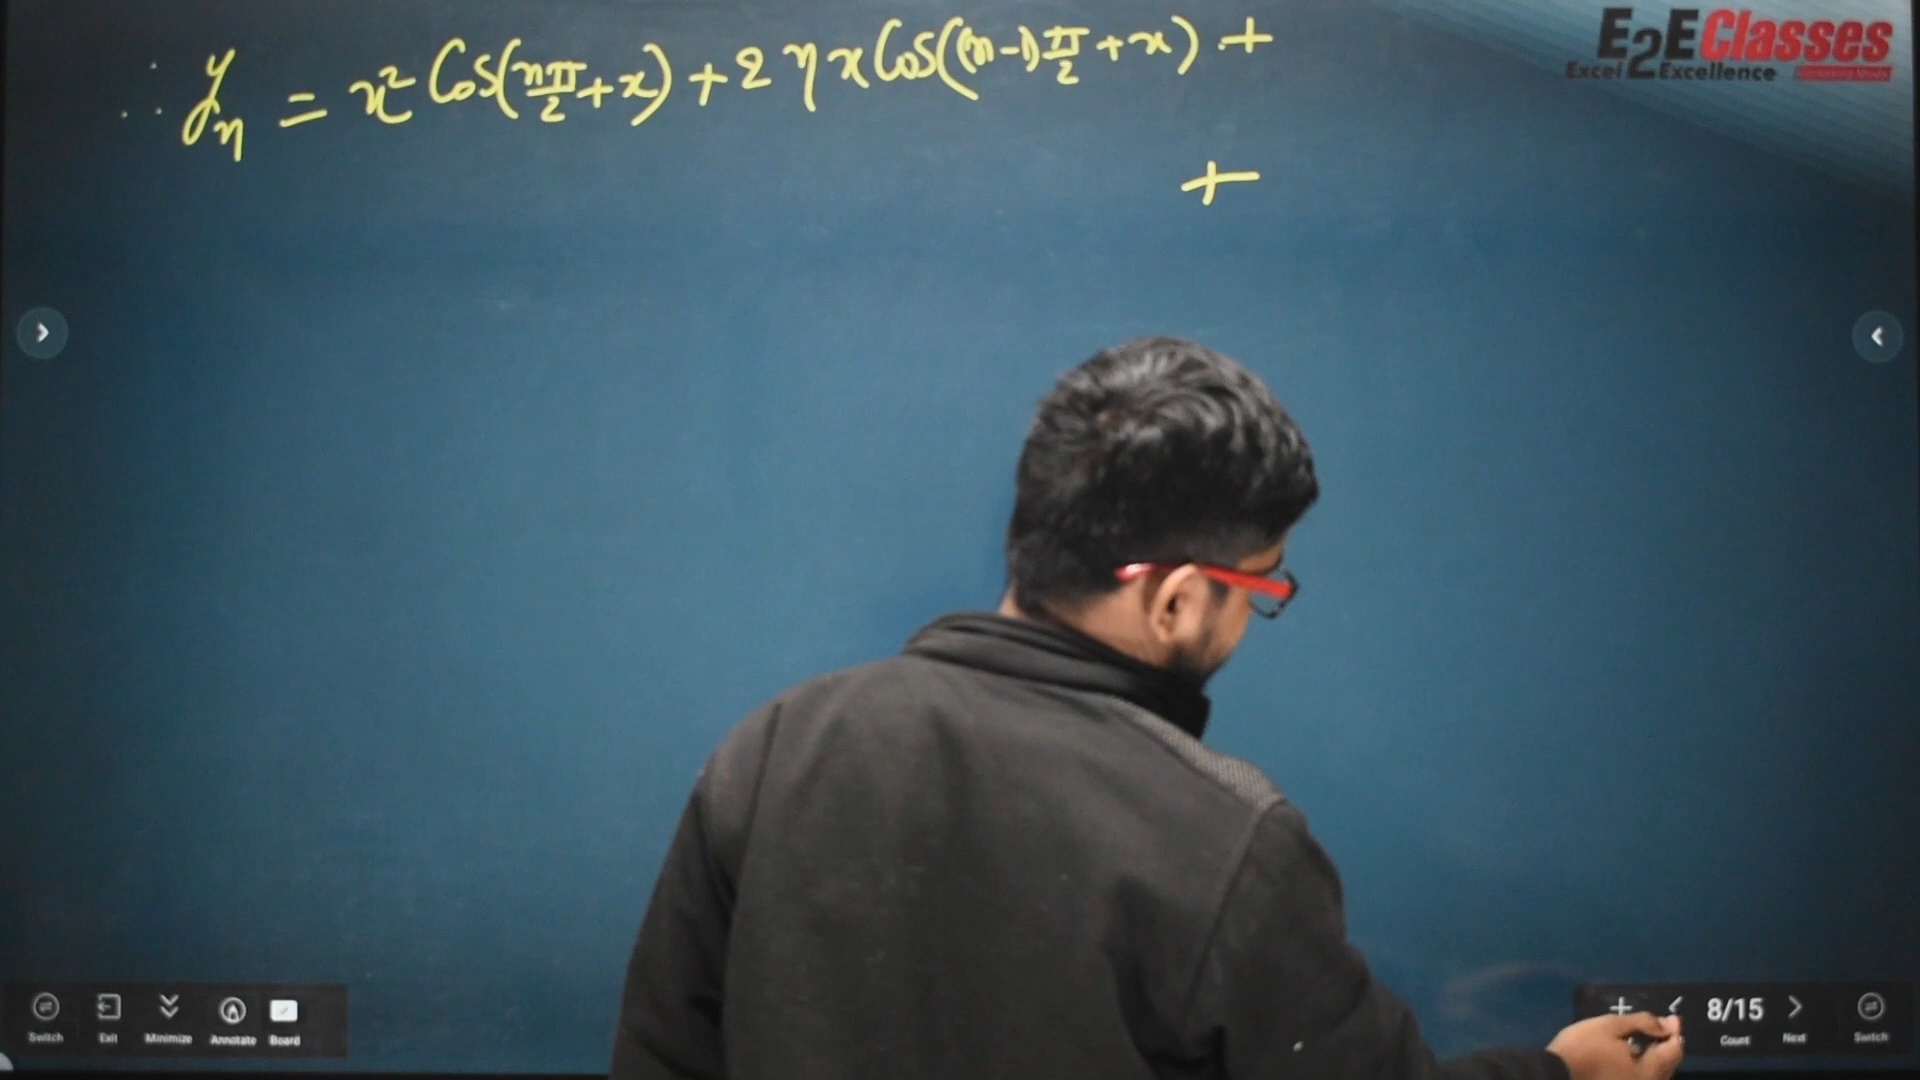 ∴ yₙ = x² Cos(nπ/2 + x) + 2 n x Cos((n-1) π/2 + x) +
+
E2E Classes
Excel 2 Excellence
Switch Exit Minimize Annotate Board
+ < 8/15 >
Count Next Switch